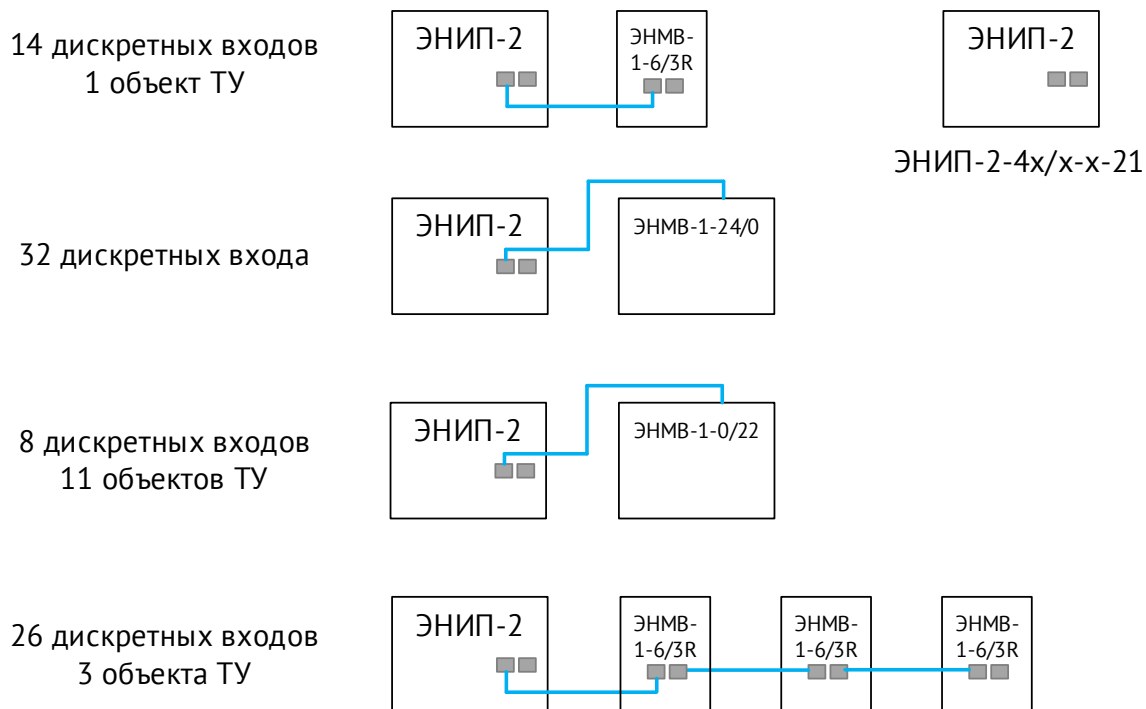 14 дискретных входов
1 объект ТУ
ЭНИП-2
ЭНМВ-
1-6/3R
ЭНИП-2
ЭНИП-2-4x/x-x-21
32 дискретных входа
ЭНИП-2
ЭНМВ-1-24/0
8 дискретных входов
11 объектов ТУ
ЭНИП-2
ЭНМВ-1-0/22
26 дискретных входов
3 объекта ТУ
ЭНИП-2
ЭНМВ-
1-6/3R
ЭНМВ-
1-6/3R
ЭНМВ-
1-6/3R